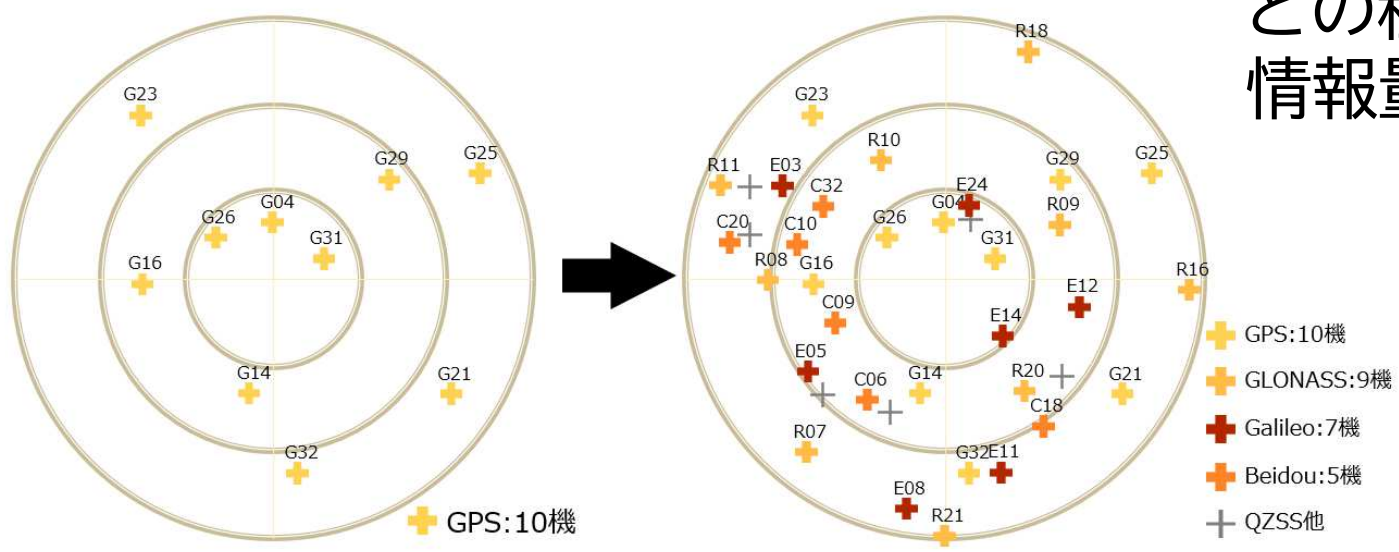 どの
情報量
G23
G29
G25
G04
G26
G31
G16
G14
G21
G32
GPS:10機
R18
G23
R10
R11
E03
G29
G25
C32
E24
G04
R09
C20
C10
G26
G31
R08
G16
R16
E12
C09
E14
E05
C06
G14
R20
G21
C18
R07
G32
E11
E08
R21
GPS:10機
GLONASS:9機
Galileo:7機
Beidou:5機
QZSS他